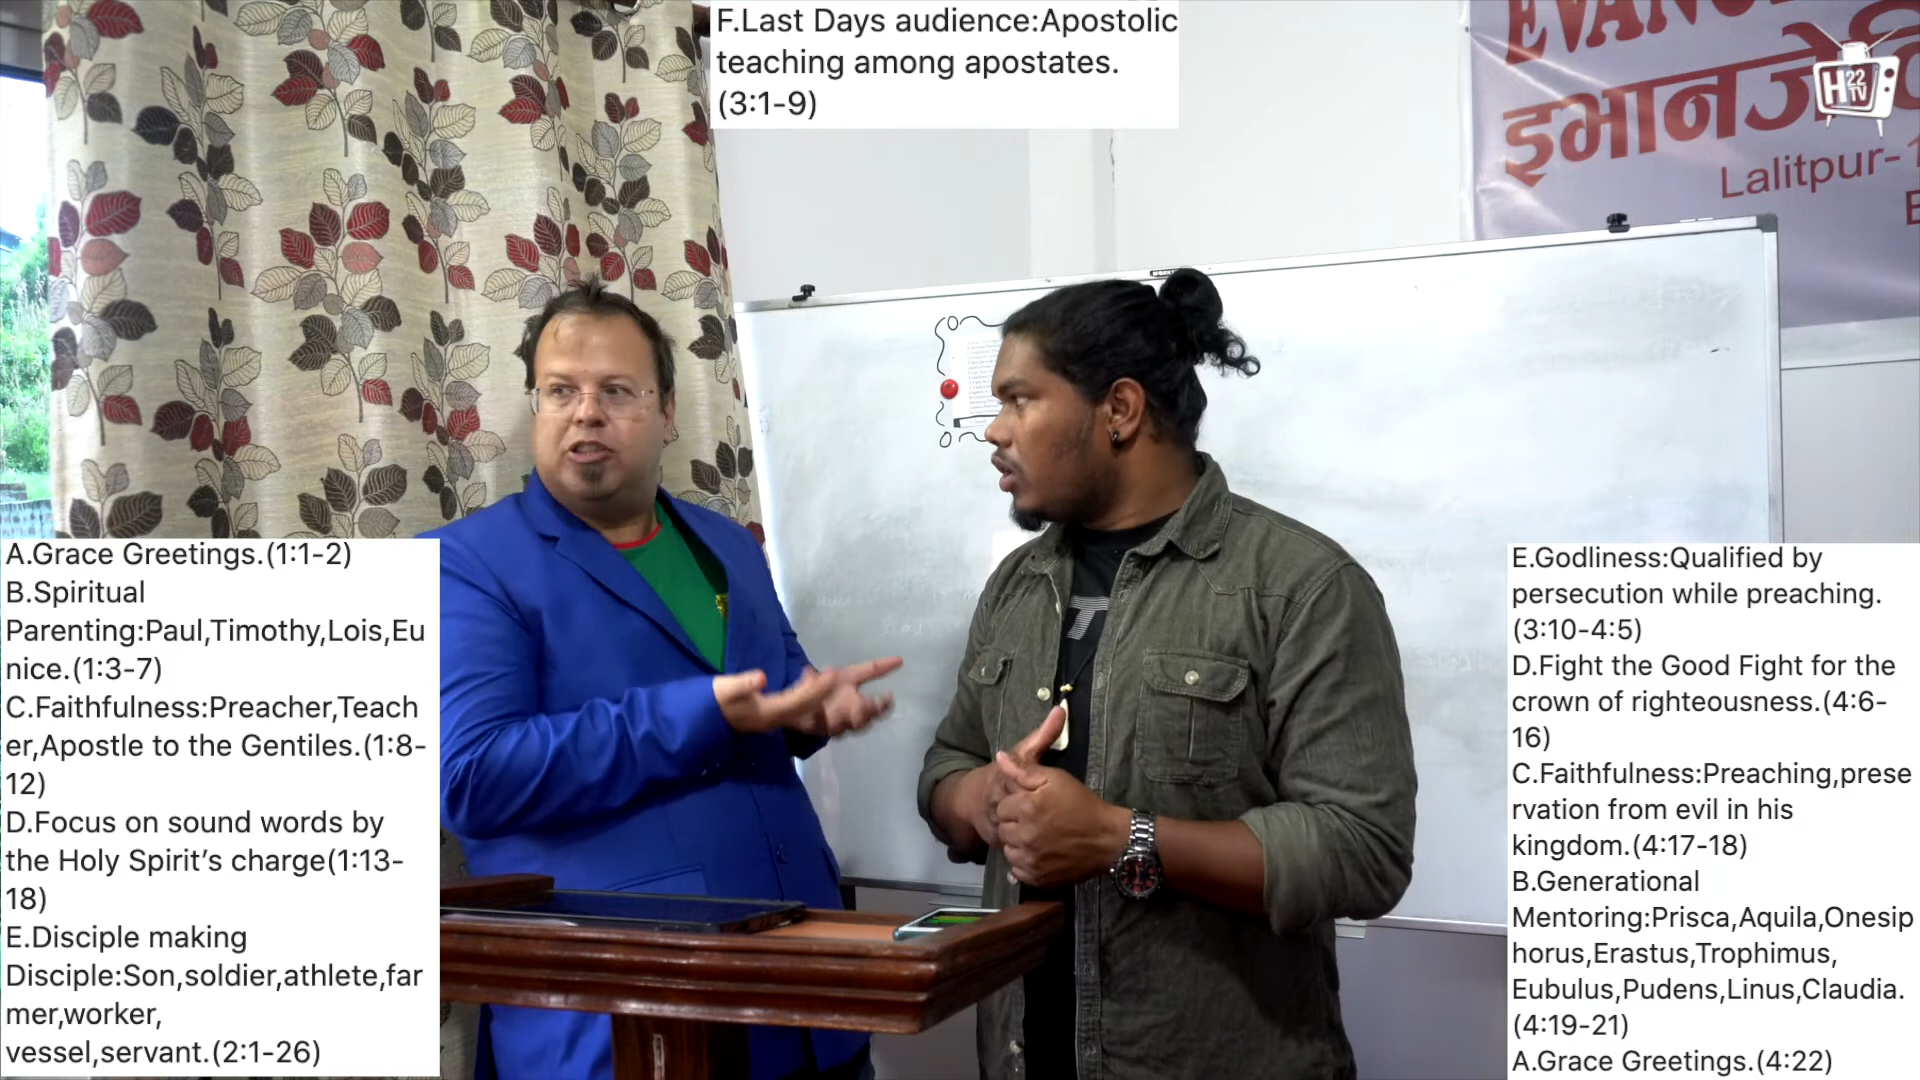 F.Last Days audience:Apostolic
teaching among apostates.
(3:1-9)
इभानजे
Lalitpur-1
H22
TV
A.Grace Greetings.(1:1-2)
B.Spiritual
Parenting:Paul,Timothy,Lois,Eu
nice.(1:3-7)
C.Faithfulness:Preacher,Teach
er,Apostle to the Gentiles.(1:8-
12)
D.Focus on sound words by
the Holy Spirit’s charge(1:13-
18)
E.Disciple making
Disciple:Son,soldier,athlete,far
mer,worker,
vessel,servant.(2:1-26)
E.Godliness:Qualified by
persecution while preaching.
(3:10-4:5)
D.Fight the Good Fight for the
crown of righteousness.(4:6-
16)
C.Faithfulness:Preaching,prese
rvation from evil in his
kingdom.(4:17-18)
B.Generational
Mentoring:Prisca,Aquila,Onesip
horus,Erastus,Trophimus,
Eubulus,Pudens,Linus,Claudia.
(4:19-21)
A.Grace Greetings.(4:22)